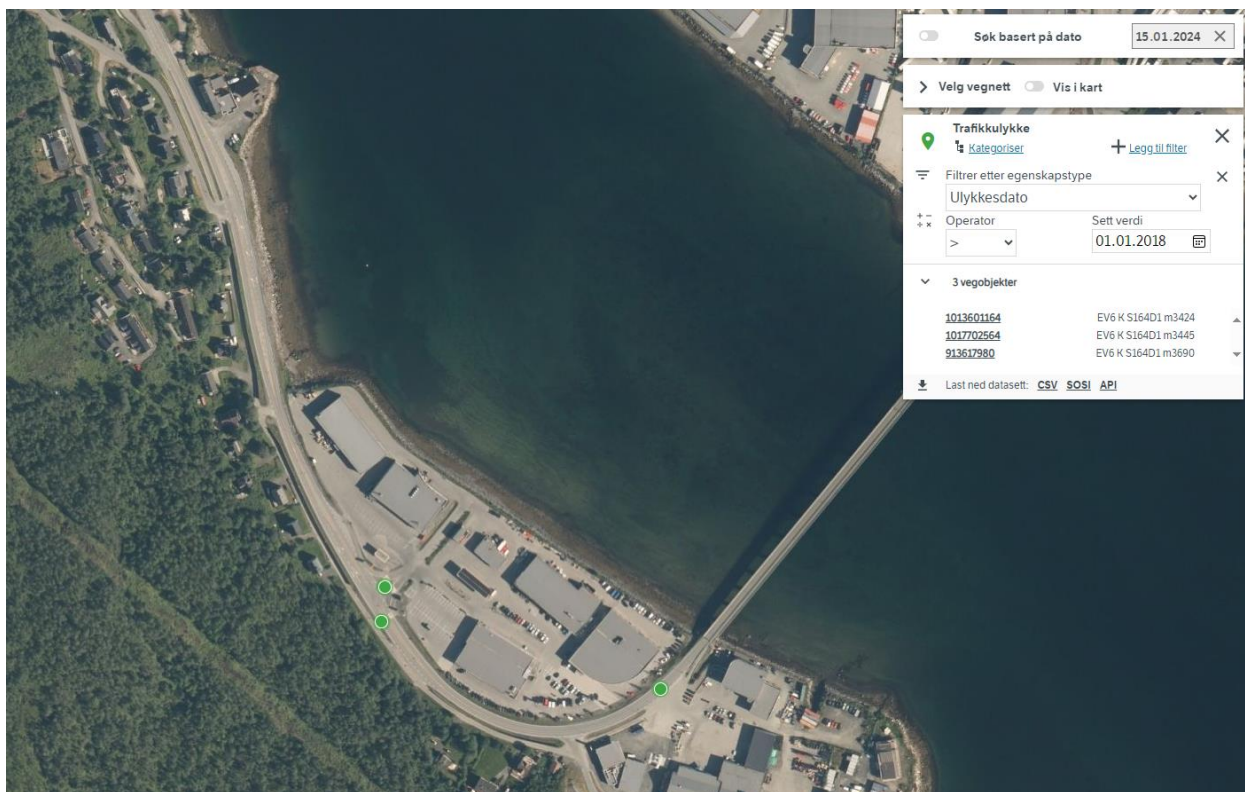 Søk basert på dato 15.01.2024
Velg vegnett Vis i kart
Trafikkulykke
Kategoriser Legg til filter
Filtrer etter egenskapstype
Ulykkesdato
Operator Sett verdi
> 01.01.2018
3 vegobjekter
1013601164 EV6 K S164D1 m3424
1017702564 EV6 K S164D1 m3445
913617980 EV6 K S164D1 m3690
Last ned datasett: CSV SOSI API